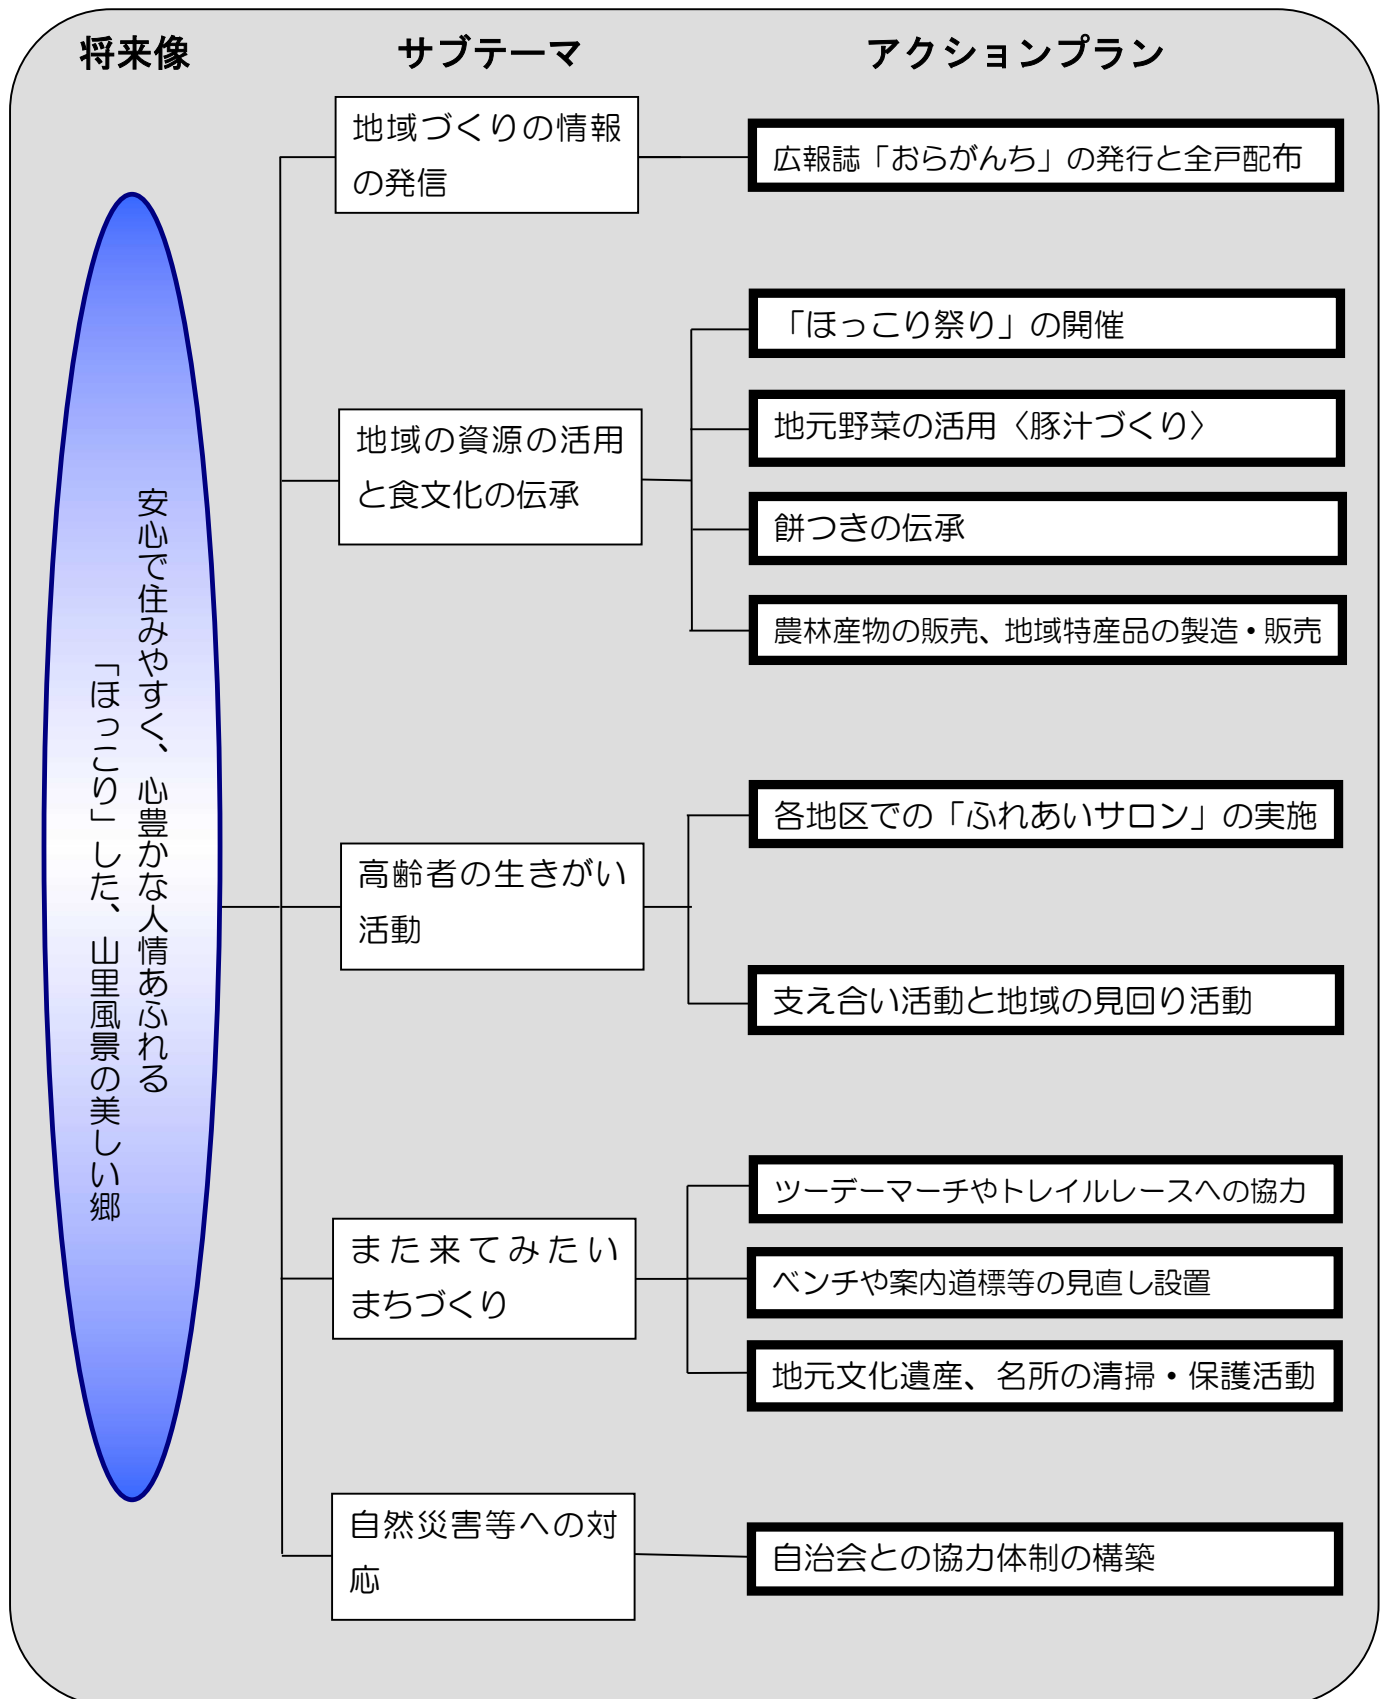 将来像
サブテーマ
アクションプラン
安心で住みやすく、心豊かな人情あふれる
「ほっこり」した、山里風景の美しい郷
地域づくりの情報
の発信
広報誌「おらがんち」の発行と全戸配布
地域の資源の活用
と食文化の伝承
「ほっこり祭り」の開催
地元野菜の活用〈豚汁づくり〉
餅つきの伝承
農林産物の販売、地域特産品の製造・販売
高齢者の生きがい
活動
各地区での「ふれあいサロン」の実施
支え合い活動と地域の見回り活動
また来てみたい
まちづくり
ツーデーマーチやトレイルレースへの協力
ベンチや案内道標等の見直し設置
地元文化遺産、名所の清掃・保護活動
自然災害等への対
応
自治会との協力体制の構築